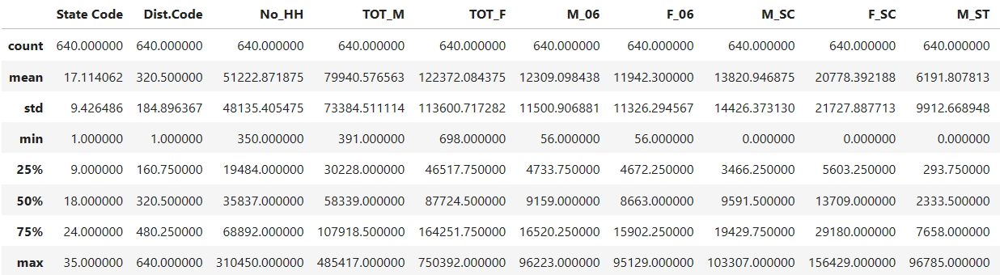 State Code Dist.Code No_HH TOT_M TOT_F M_06 F_06 M_SC F_SC M_ST
count 640.000000 640.000000 640.000000 640.000000 640.000000 640.000000 640.000000 640.000000 640.000000 640.000000
mean 17.114062 320.500000 51222.871875 79940.576563 122372.084375 12309.098438 11942.300000 13820.946875 20778.392188 6191.807813
std 9.426486 184.896367 48135.405475 73384.511114 113600.717282 11500.906881 11326.294567 14426.373130 21727.887713 9912.668948
min 1.000000 1.000000 350.000000 391.000000 698.000000 56.000000 56.000000 0.000000 0.000000 0.000000
25% 9.000000 160.750000 19484.000000 30228.000000 46517.750000 4733.750000 4672.250000 3466.250000 5603.250000 293.750000
50% 18.000000 320.500000 35837.000000 58339.000000 87724.500000 9159.000000 8663.000000 9591.500000 13709.000000 2333.500000
75% 24.000000 480.250000 68892.000000 107918.500000 164251.750000 16520.250000 15902.250000 19429.750000 29180.000000 7658.000000
max 35.000000 640.000000 310450.000000 485417.000000 750392.000000 96223.000000 95129.000000 103307.000000 156429.000000 96785.000000